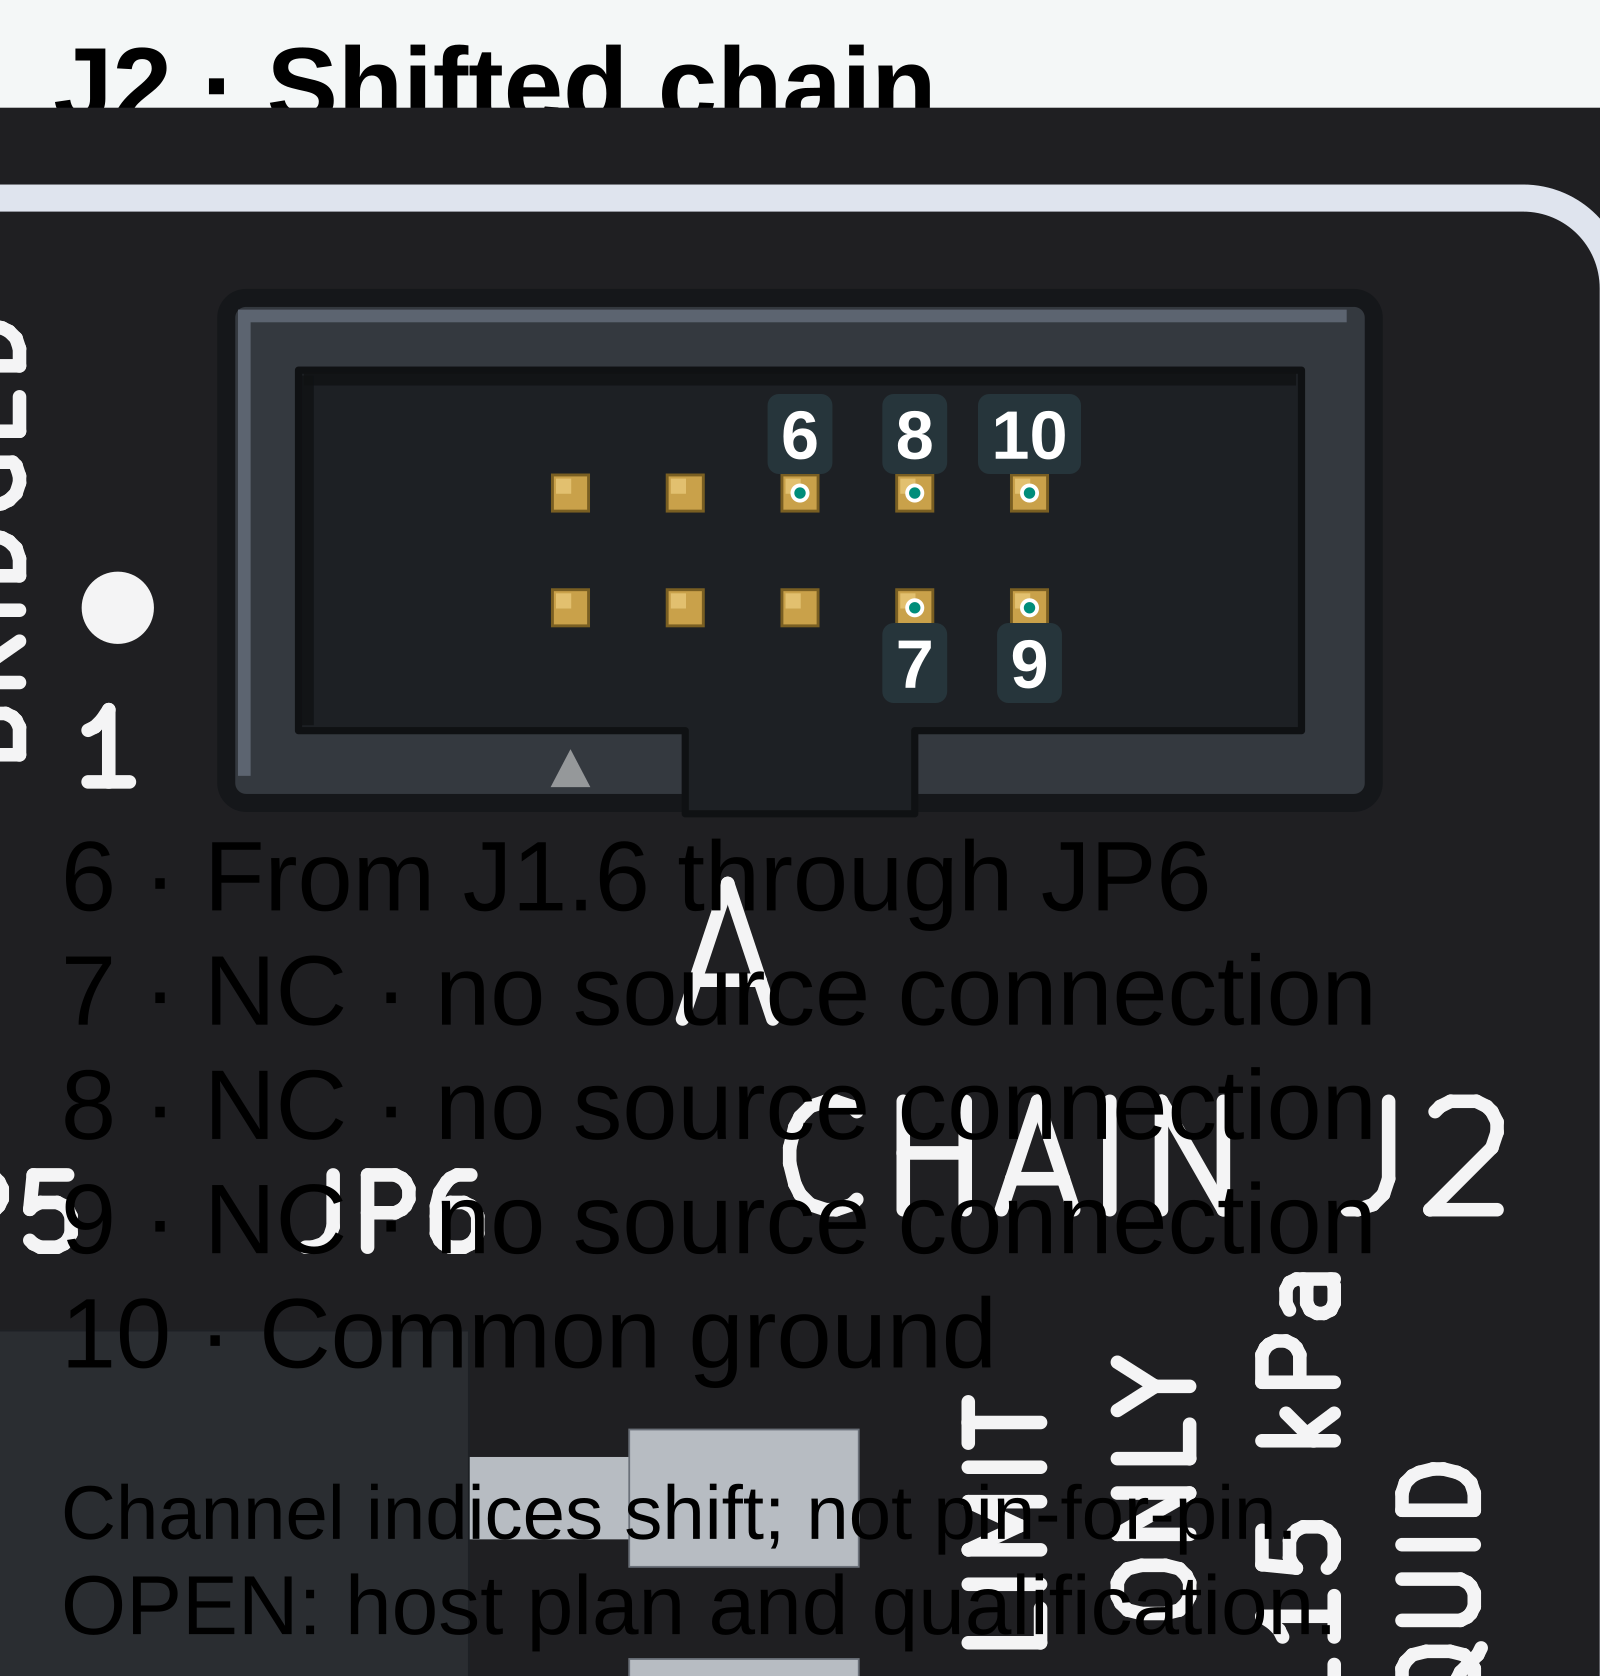 J2 · Shifted chain
6 8 10
7 9
1
6 · From J1.6 through JP6
A
7 · NC · no source connection
8 · NC · no source connection
CHAIN J2
JP6
9 · NC · no source connection
10 · Common ground
Channel indices shift; not pin-for-pin.
OPEN: host plan and qualification.
LIMIT
ONLY
15 kPa